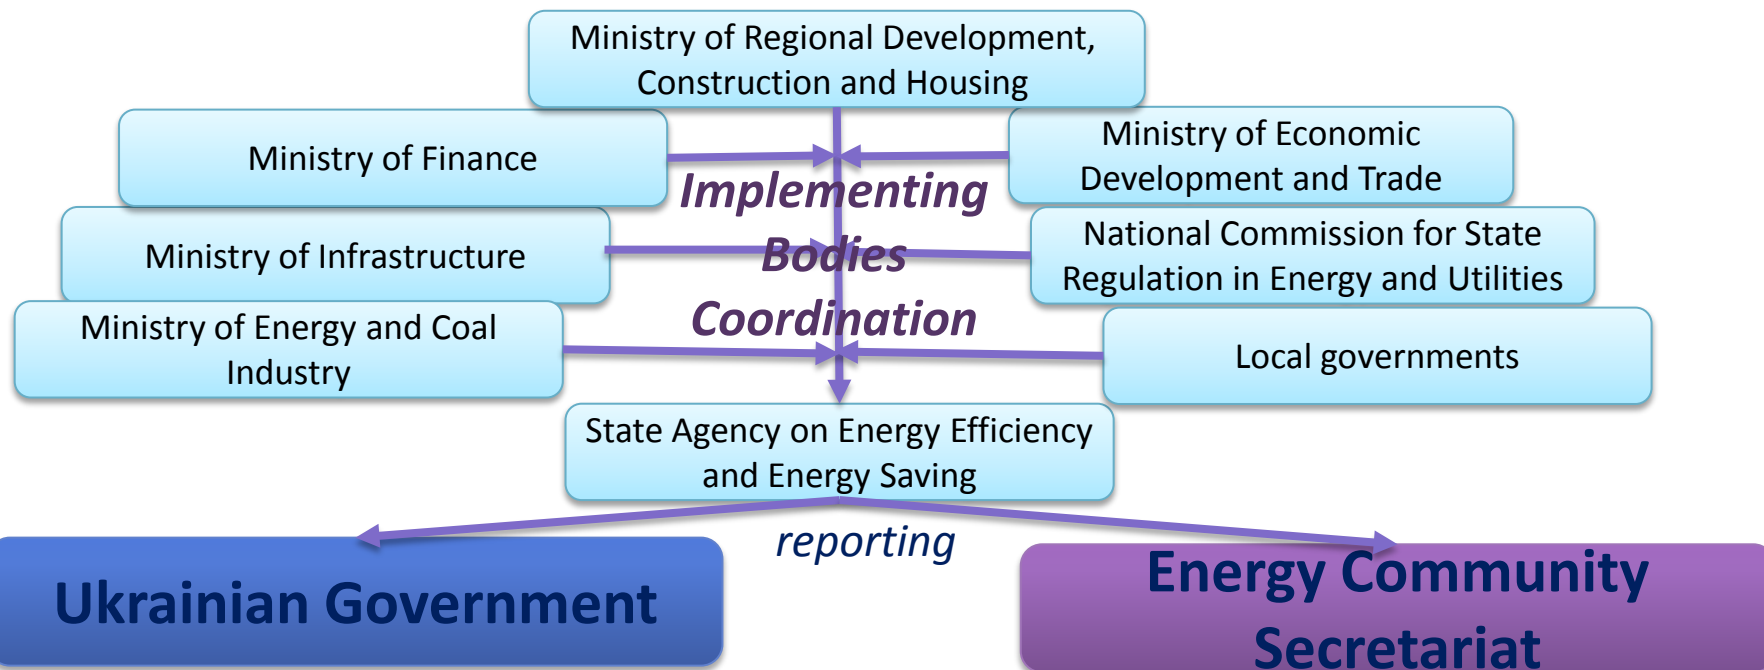 Ministry of Regional Development,
Construction and Housing
Ministry of Finance
Ministry of Economic
Development and Trade
Implementing
Bodies
Coordination
Ministry of Infrastructure
National Commission for State
Regulation in Energy and Utilities
Ministry of Energy and Coal
Industry
Local governments
State Agency on Energy Efficiency
and Energy Saving
reporting
Ukrainian Government
Energy Community
Secretariat